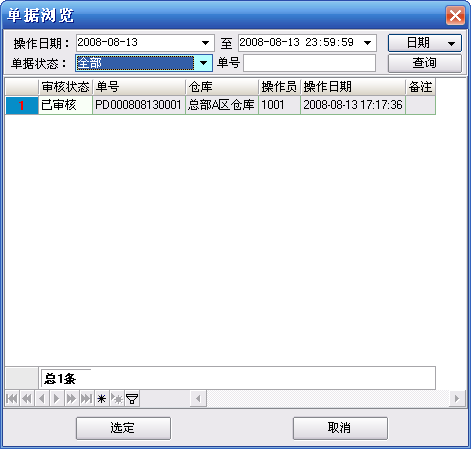 单据浏览
操作日期： 2008-08-13 至 2008-08-13 23:59:59 日期
单据状态： 全部 单号 查询
审核状态 单号 仓库 操作员 操作日期 备注
1 已审核 PD000808130001 总部A区仓库 1001 2008-08-13 17:17:36
总1条
选定 取消